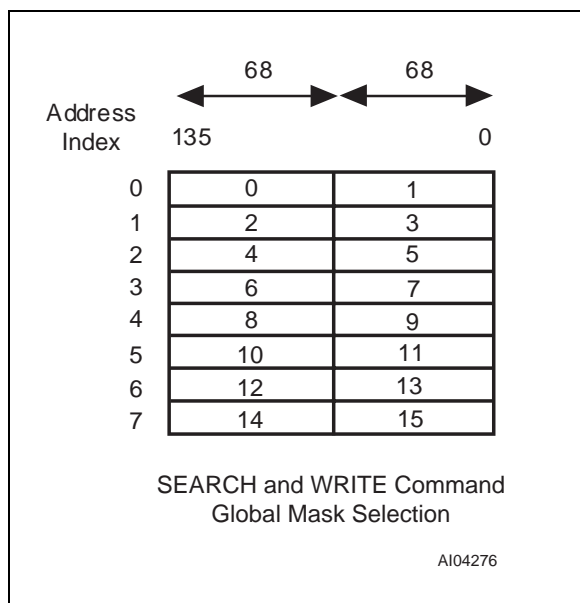 68 68
Address
Index 135 0
0 0 1
1 2 3
2 4 5
3 6 7
4 8 9
5 10 11
6 12 13
7 14 15
SEARCH and WRITE Command
Global Mask Selection
AI04276